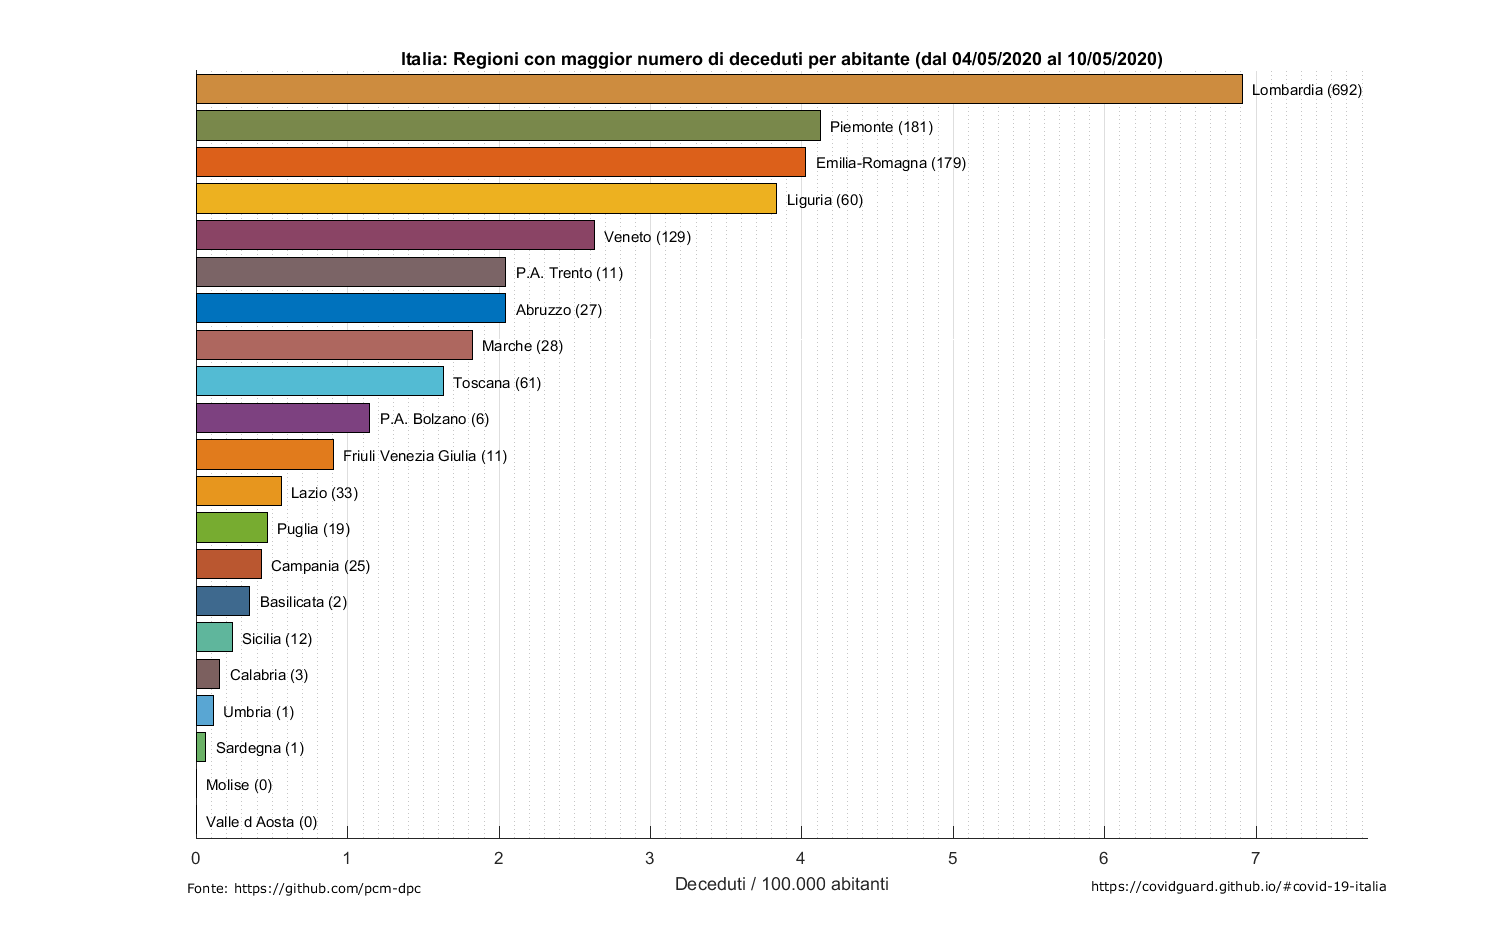 Italia: Regioni con maggior numero di deceduti per abitante (dal 04/05/2020 al 10/05/2020)
Lombardia (692)
Piemonte (181)
Emilia-Romagna (179)
Liguria (60)
Veneto (129)
P.A. Trento (11)
Abruzzo (27)
Marche (28)
Toscana (61)
P.A. Bolzano (6)
Friuli Venezia Giulia (11)
Lazio (33)
Puglia (19)
Campania (25)
Basilicata (2)
Sicilia (12)
Calabria (3)
Umbria (1)
Sardegna (1)
Molise (0)
Valle d Aosta (0)
0 1 2 3 4 5 6 7
Deceduti / 100.000 abitanti
Fonte: https://github.com/pcm-dpc
https://covidguard.github.io/#covid-19-italia